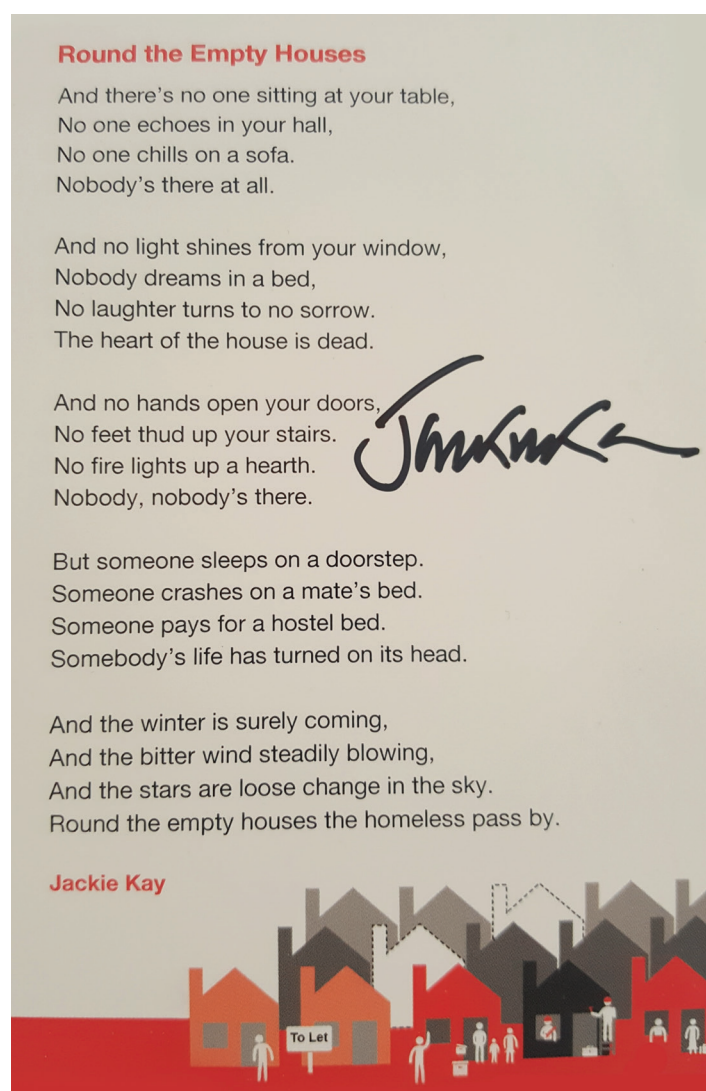 Round the Empty Houses
And there's no one sitting at your table,
No one echoes in your hall,
No one chills on a sofa.
Nobody's there at all.
And no light shines from your window,
Nobody dreams in a bed,
No laughter turns to no sorrow.
The heart of the house is dead.
And no hands open your doors,
No feet thud up your stairs.
No fire lights up a hearth.
Nobody, nobody's there.
But someone sleeps on a doorstep.
Someone crashes on a mate's bed.
Someone pays for a hostel bed.
Somebody's life has turned on its head.
And the winter is surely coming,
And the bitter wind steadily blowing,
And the stars are loose change in the sky.
Round the empty houses the homeless pass by.
Jackie Kay
To Let